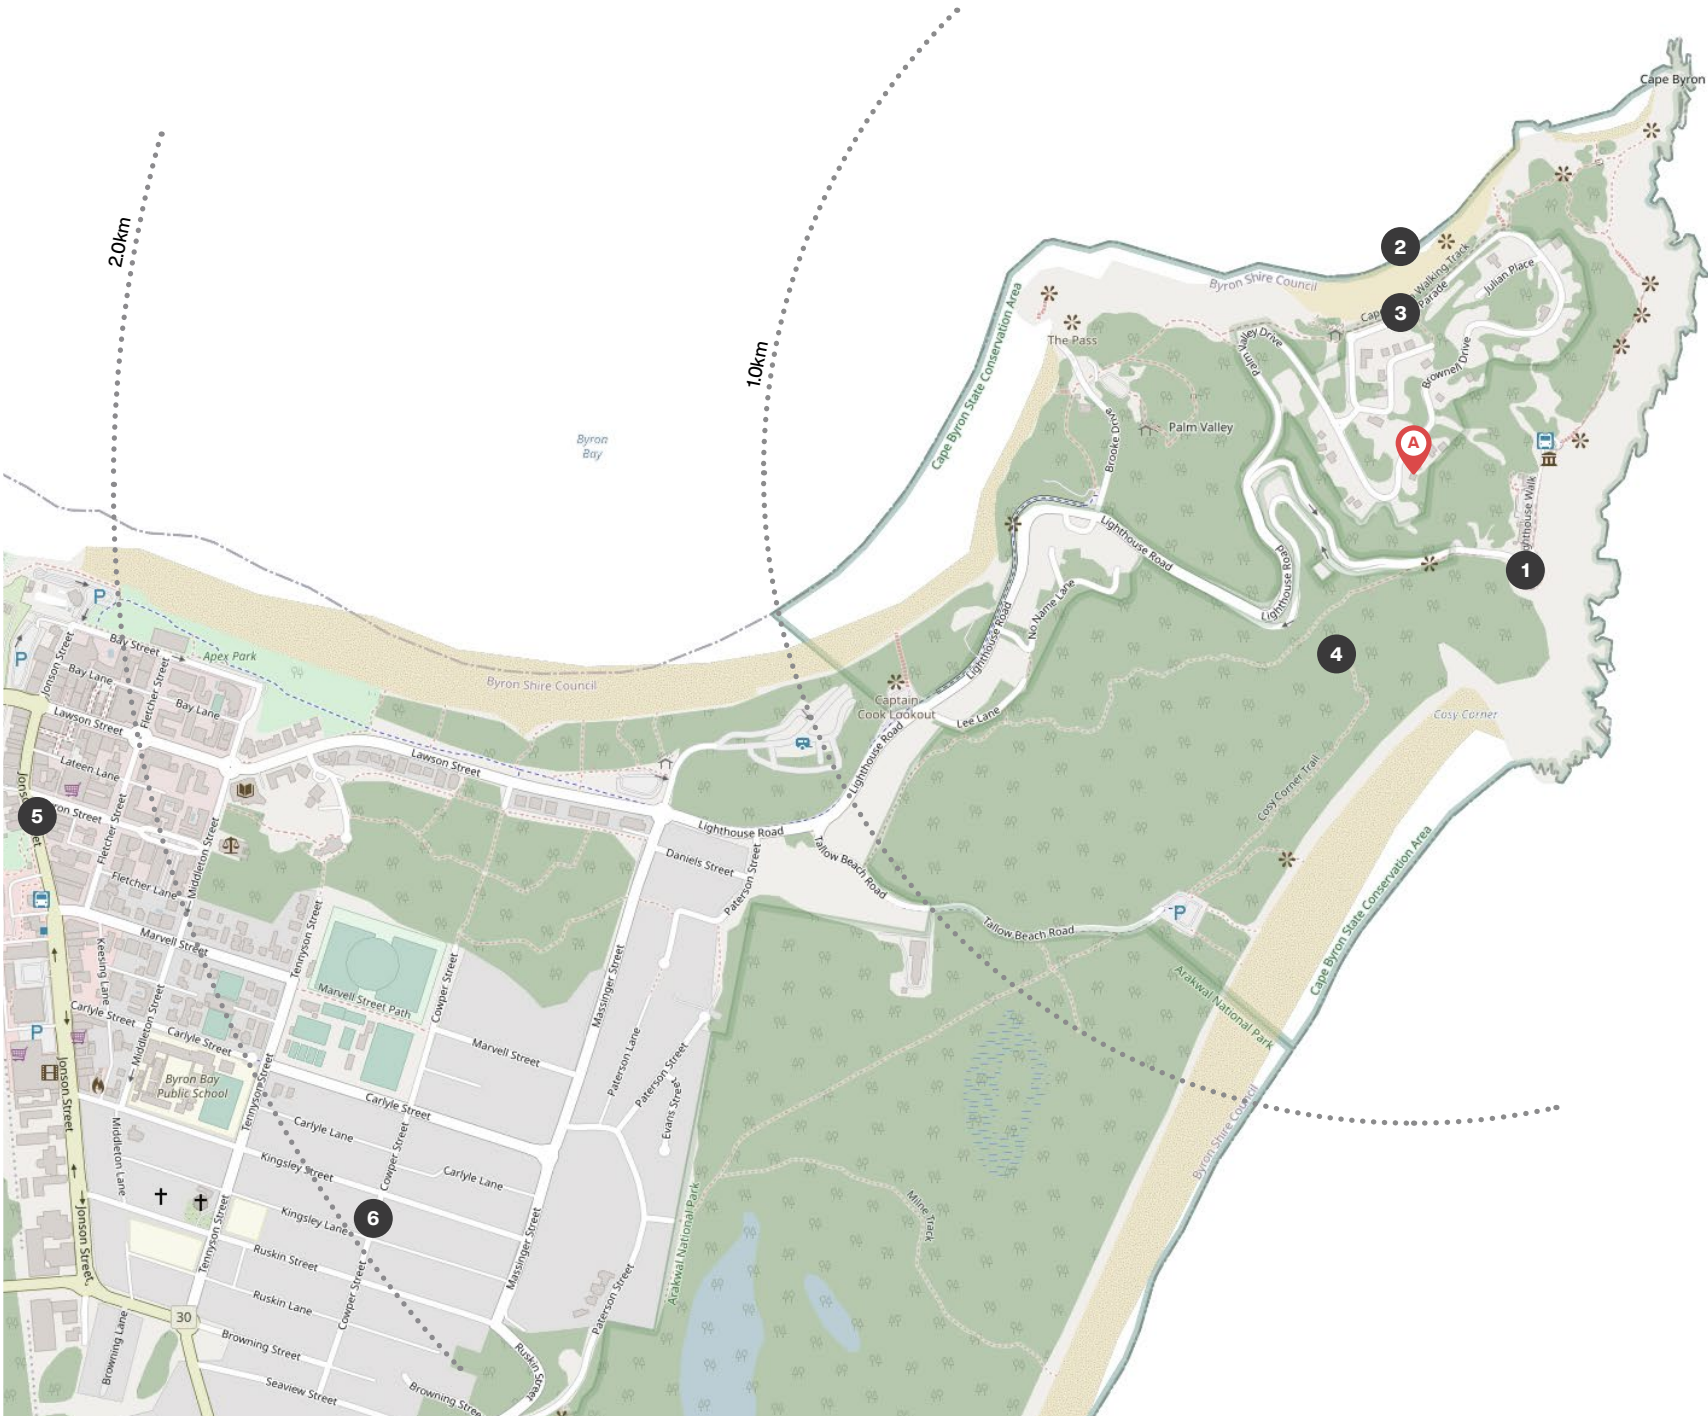 Cape Byron
2.0km
1.0km
2
Byron Shire Council
Walking Track
Parade
3
Julian Place
Cape Byron State Conservation Area
The Pass
Palm Valley Drive
Brownell Drive
Byron
Bay
Brooke Drive
Palm Valley
A
Lighthouse Road
Lighthouse Road
1
No Name Lane
Lighthouse Road
4
P
Bay Street
Apex Park
P
Jonson Street
Bay Lane
Fletcher Street
Bay Lane
Byron Shire Council
Captain
Cook Lookout
Lee Lane
Cosy Corner
Lawson Street
Lateen Lane
Lawson Street
Lighthouse Road
Cosy Corner Trail
5
Fletcher Street
Middleton Street
Lighthouse Road
Daniels Street
Tallow Beach Road
Paterson Street
Fletcher Lane
Cape Byron State Conservation Area
P
Tallow Beach Road
Marvell Street
Keesing Lane
Tennyson Street
Cowper Street
Massinger Street
Arakwal National Park
Marvell Street Path
Carlyle Street
Middleton Street
Carlyle Street
P
Marvell Street
Paterson Lane
Paterson Street
Evans Street
Jonson Street
Byron Bay
Public School
Tennyson Street
Carlyle Street
Byron Shire Council
Middleton Lane
Carlyle Lane
Cowper Street
Kingsley Street
Carlyle Lane
Jonson Street
Tennyson Street
Kingsley Lane
6
Massinger Street
Arakwal National Park
Milne Track
Ruskin Street
Ruskin Lane
Cowper Street
Paterson Street
30
Browning Lane
Browning Street
Ruskin Street
Seaview Street